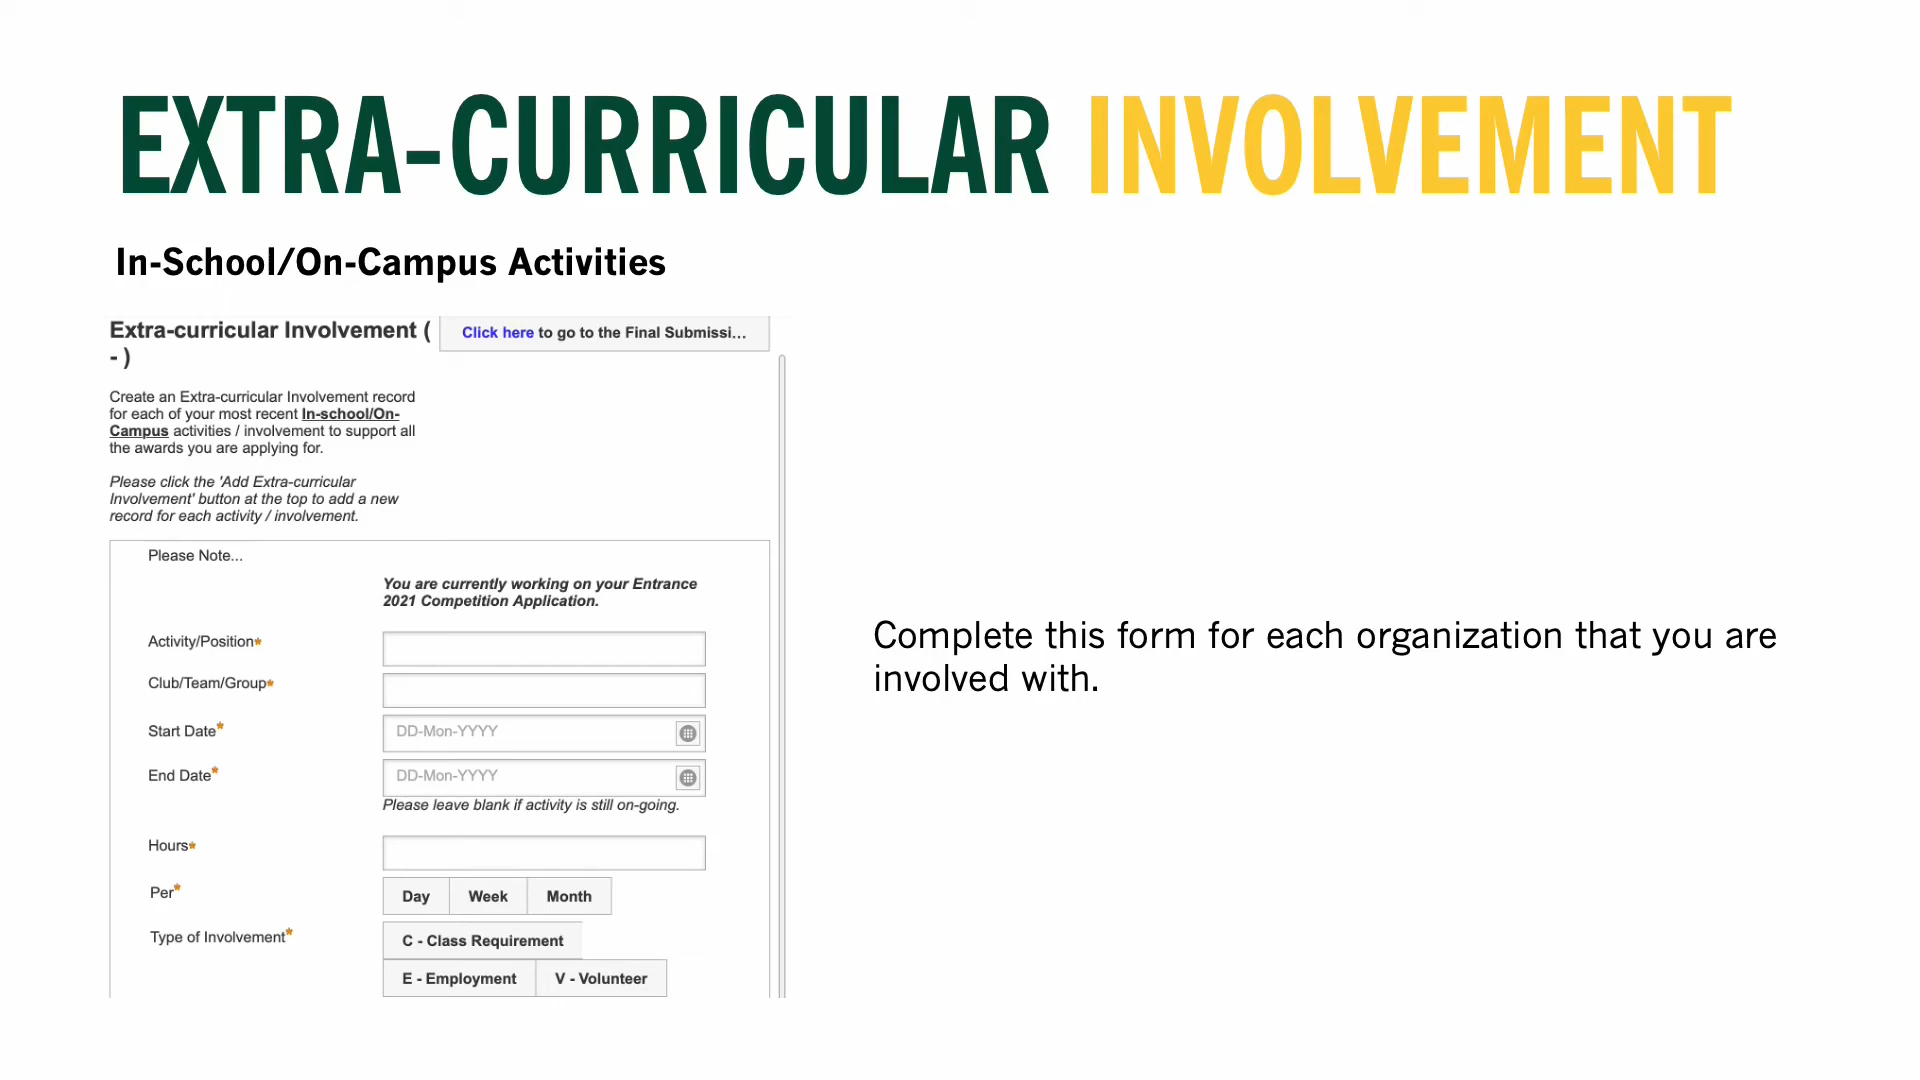 EXTRA-CURRICULAR INVOLVEMENT
In-School/On-Campus Activities
Extra-curricular Involvement (
- )
Click here to go to the Final Submissi...
Create an Extra-curricular Involvement record
for each of your most recent In-school/On-
Campus activities / involvement to support all
the awards you are applying for.
Please click the 'Add Extra-curricular
Involvement' button at the top to add a new
record for each activity / involvement.
Please Note...
You are currently working on your Entrance
2021 Competition Application.
Activity/Position*
Club/Team/Group*
Start Date*
DD-Mon-YYYY
End Date*
DD-Mon-YYYY
Please leave blank if activity is still on-going.
Hours*
Per*
Day Week Month
Type of Involvement*
C - Class Requirement
E - Employment V - Volunteer
Complete this form for each organization that you are
involved with.